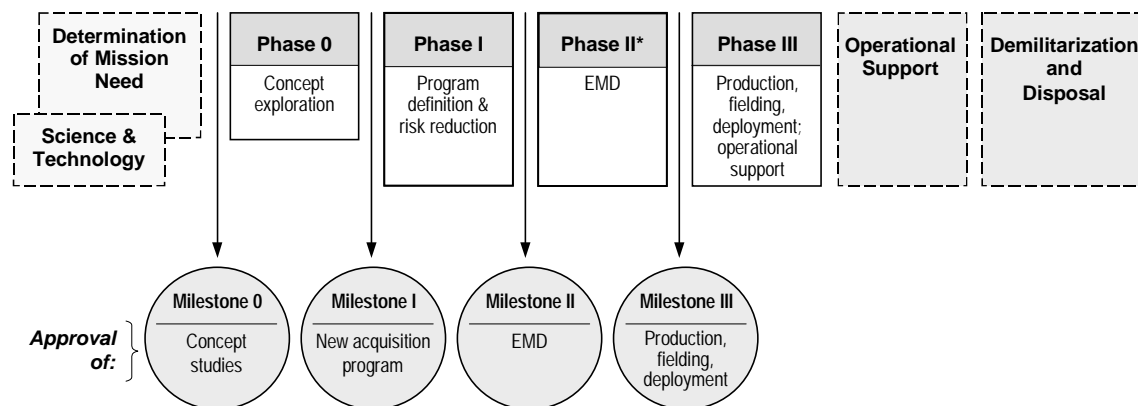 Determination
of Mission
Need
Science &
Technology
Phase 0
Concept
exploration
Phase I
Program
definition &
risk reduction
Phase II*
EMD
Phase III
Production,
fielding,
deployment;
operational
support
Operational
Support
Demilitarization
and
Disposal
Approval
of:
Milestone 0
Concept
studies
Milestone I
New acquisition
program
Milestone II
EMD
Milestone III
Production,
fielding,
deployment